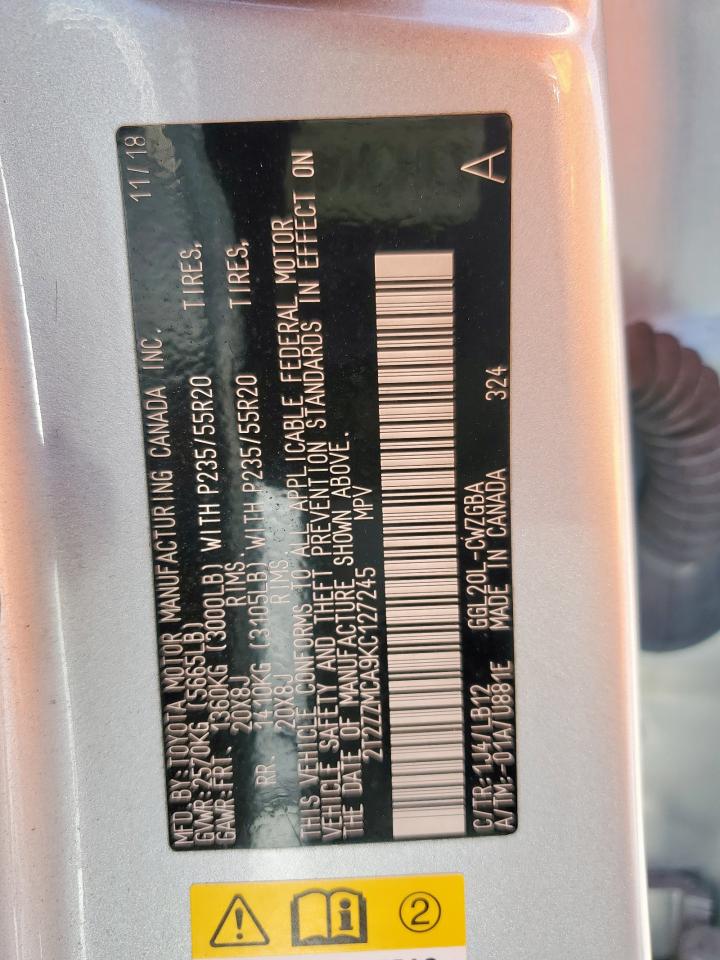 MFD. BY:TOYOTA MOTOR MANUFACTURING CANADA INC. 11/18
GVWR:2570KG (5665LB)
GAWR:FRT. 1360KG (3000LB) WITH P235/55R20 TIRES,
20X8J RIMS
RR. 1410KG (3105LB) WITH P235/55R20 TIRES,
20X8J RIMS.
THIS VEHICLE CONFORMS TO ALL APPLICABLE FEDERAL MOTOR
VEHICLE SAFETY AND THEFT PREVENTION STANDARDS IN EFFECT ON
THE DATE OF MANUFACTURE SHOWN ABOVE.
2T2ZZMCA9KC127245 MPV
C/TR:1J4/LB12 GGL20L-CWZGBA 324 A
A/TM:-01A/U881E MADE IN CANADA
i 2